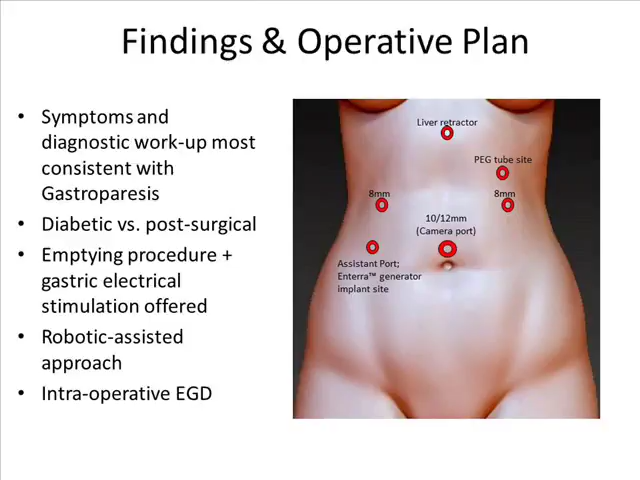 Findings & Operative Plan
• Symptoms and
diagnostic work-up most
consistent with
Gastroparesis
• Diabetic vs. post-surgical
• Emptying procedure +
gastric electrical
stimulation offered
• Robotic-assisted
approach
• Intra-operative EGD
Liver retractor
PEG tube site
8mm
8mm
10/12mm
(Camera port)
Assistant Port;
Enterra™ generator
implant site